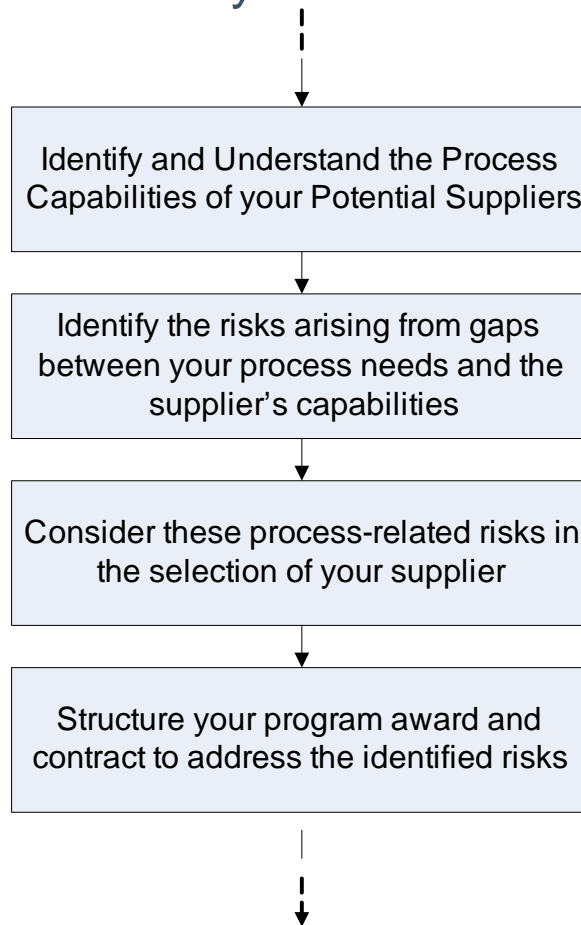 Identify and Understand the Process
Capabilities of your Potential Suppliers
Identify the risks arising from gaps
between your process needs and the
supplier's capabilities
Consider these process-related risks in
the selection of your supplier
Structure your program award and
contract to address the identified risks